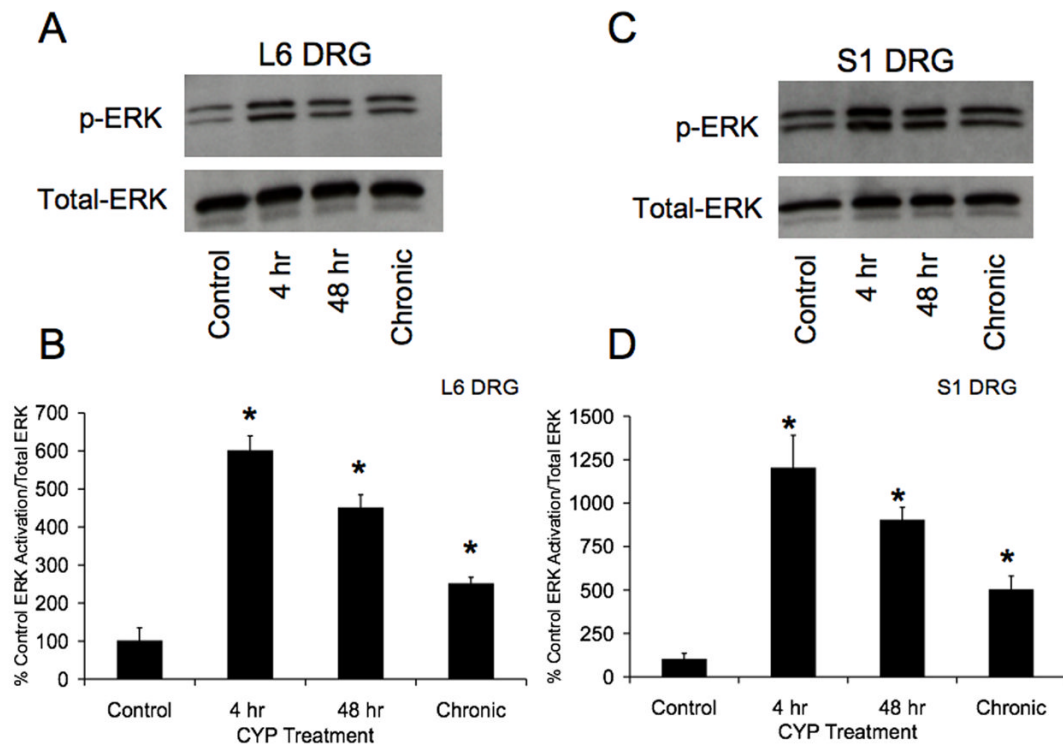 A
L6 DRG
p-ERK
Total-ERK
Control
4 hr
48 hr
Chronic
C
S1 DRG
p-ERK
Total-ERK
Control
4 hr
48 hr
Chronic
B
L6 DRG
% Control ERK Activation/Total ERK
700
600
500
400
300
200
100
0
*
*
*
Control
4 hr
48 hr
Chronic
CYP Treatment
D
S1 DRG
% Control ERK Activation/Total ERK
1500
1250
1000
750
500
250
0
*
*
*
Control
4 hr
48 hr
Chronic
CYP Treatment